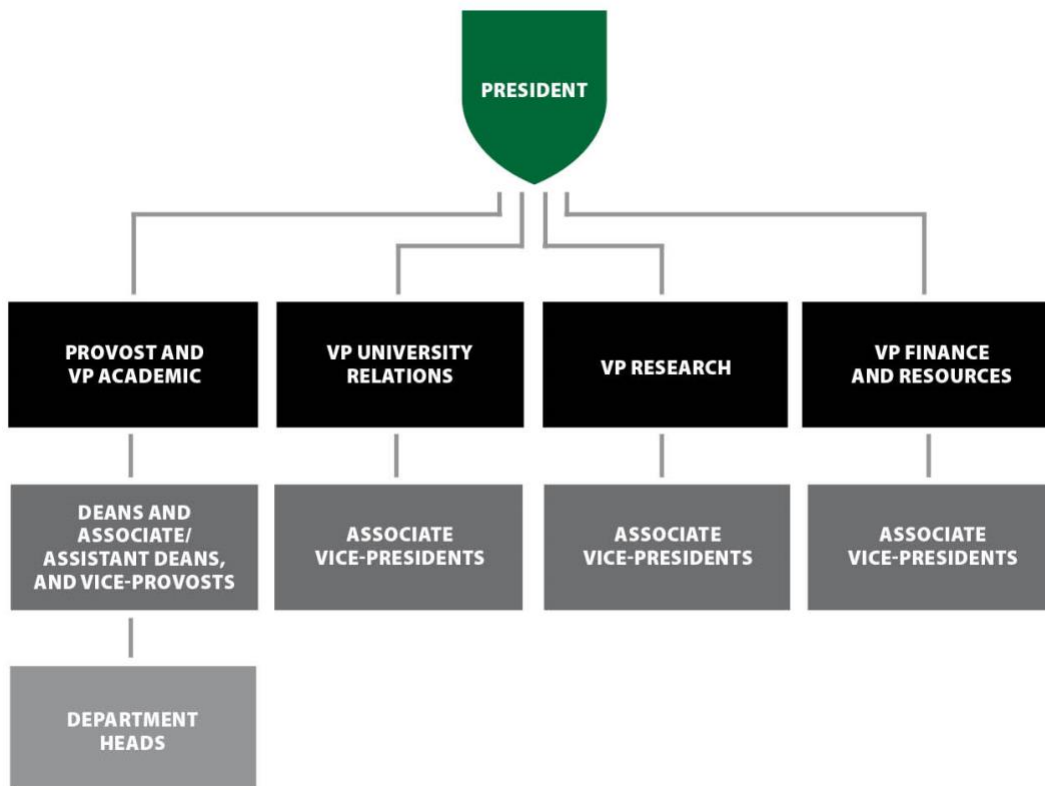 PRESIDENT
PROVOST AND
VP ACADEMIC
VP UNIVERSITY
RELATIONS
VP RESEARCH
VP FINANCE
AND RESOURCES
DEANS AND
ASSOCIATE/
ASSISTANT DEANS,
AND VICE-PROVOSTS
ASSOCIATE
VICE-PRESIDENTS
ASSOCIATE
VICE-PRESIDENTS
ASSOCIATE
VICE-PRESIDENTS
DEPARTMENT
HEADS